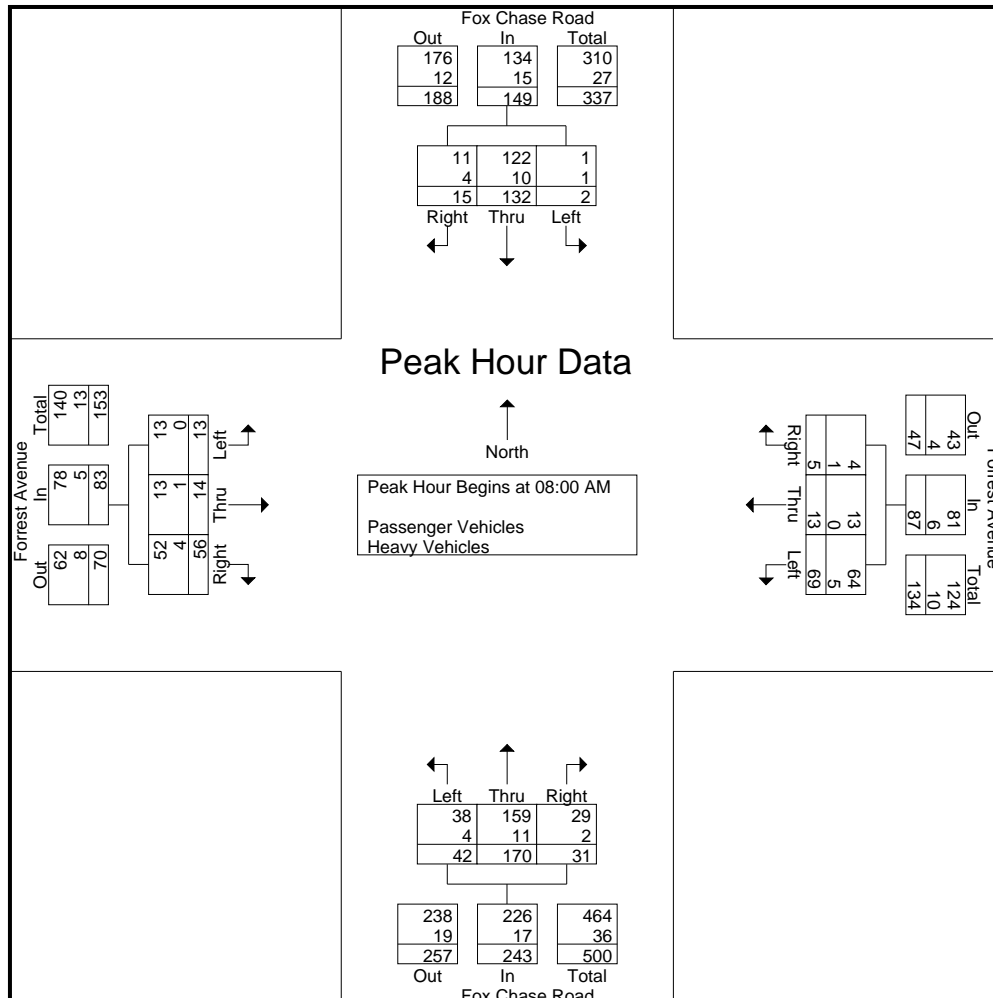 Fox Chase Road
Out In Total
176 134 310
12 15 27
188 149 337
11 122 1
4 10 1
15 132 2
Right Thru Left
Peak Hour Data
North
Peak Hour Begins at 08:00 AM
Passenger Vehicles
Heavy Vehicles
Forrest Avenue
Out In Total
62 78 140
8 5 13
70 83 153
52 13 13
4 1 0
56 14 13
Right Thru Left
Forrest Avenue
Out In Total
43 81 124
4 6 10
47 87 134
4 13 64
1 0 5
5 13 69
Right Thru Left
Left Thru Right
38 159 29
4 11 2
42 170 31
238 226 464
19 17 36
257 243 500
Out In Total
Fox Chase Road